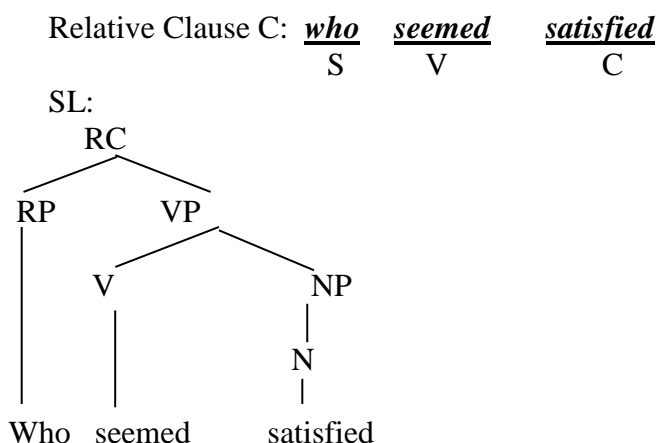 Relative Clause C: who seemed satisfied
S V C
SL:
RC
RP VP
V NP
N
Who seemed satisfied